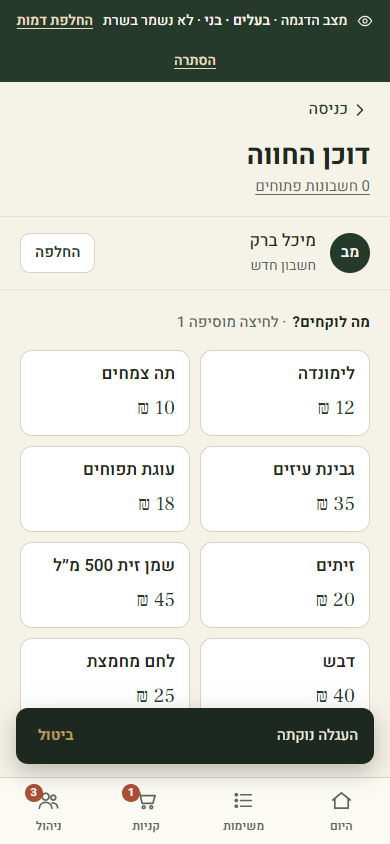 מצב הדגמה · בעלים · בני · לא נשמר בשרת החלפת דמות
הסתרה
כניסה
דוכן החווה
0 חשבונות פתוחים
מב
מיכל ברק
חשבון חדש
החלפה
מה לוקחים? · לחיצה מוסיפה 1
לימונדה
12 ₪
תה צמחים
10 ₪
גבינת עיזים
35 ₪
עוגת תפוחים
18 ₪
זיתים
20 ₪
שמן זית 500 מ״ל
45 ₪
דבש
40 ₪
לחם מחמצת
25 ₪
העגלה נוקתה
ביטול
היום
משימות
1
קניות
3
ניהול